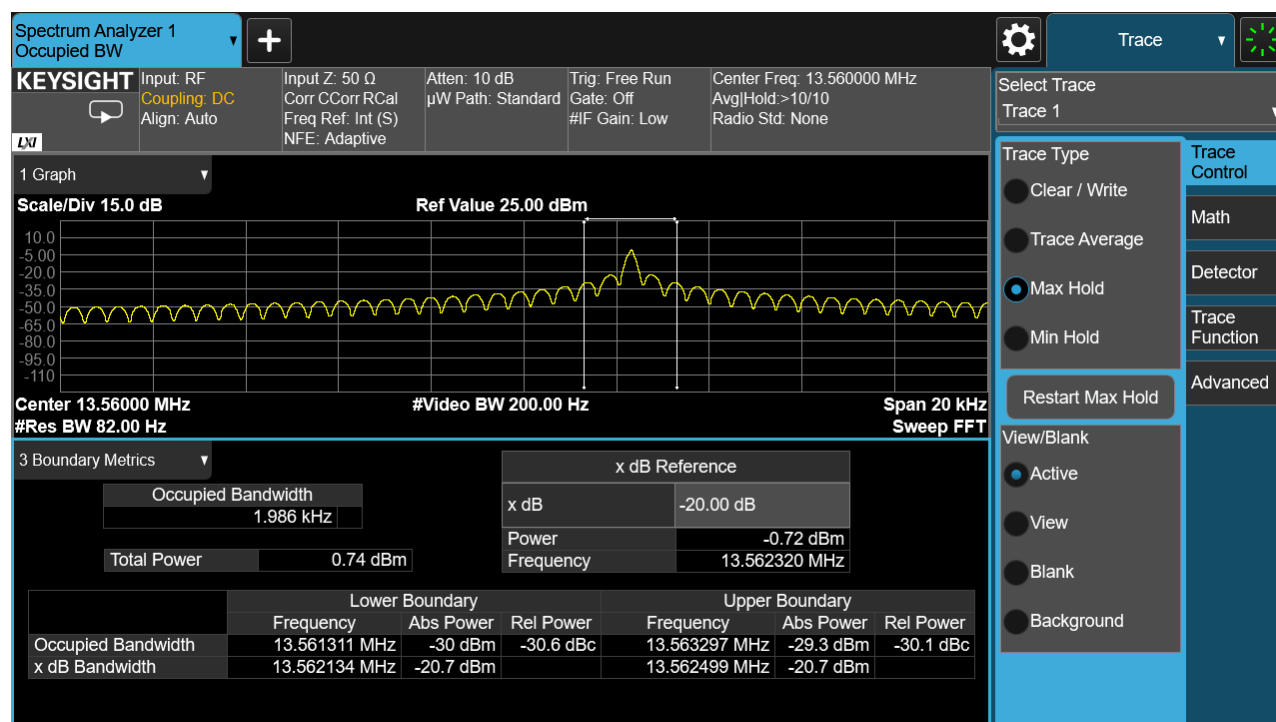 Spectrum Analyzer 1
Occupied BW
+
Trace
KEYSIGHT
LXI
Input: RF
Coupling: DC
Align: Auto
Input Z: 50 Ω
Corr CCorr RCal
Freq Ref: Int (S)
NFE: Adaptive
Atten: 10 dB
µW Path: Standard
Trig: Free Run
Gate: Off
#IF Gain: Low
Center Freq: 13.560000 MHz
Avg|Hold:>10/10
Radio Std: None
1 Graph
Scale/Div 15.0 dB
Ref Value 25.00 dBm
10.0
-5.00
-20.0
-35.0
-50.0
-65.0
-80.0
-95.0
-110
Center 13.56000 MHz
#Video BW 200.00 Hz
Span 20 kHz
#Res BW 82.00 Hz
Sweep FFT
3 Boundary Metrics
Occupied Bandwidth
1.986 kHz
Total Power 0.74 dBm
x dB Reference
x dB -20.00 dB
Power -0.72 dBm
Frequency 13.562320 MHz
Lower Boundary Upper Boundary
Frequency Abs Power Rel Power Frequency Abs Power Rel Power
Occupied Bandwidth 13.561311 MHz -30 dBm -30.6 dBc 13.563297 MHz -29.3 dBm -30.1 dBc
x dB Bandwidth 13.562134 MHz -20.7 dBm 13.562499 MHz -20.7 dBm
Select Trace
Trace 1
Trace Type
Clear / Write
Trace Average
Max Hold
Min Hold
Restart Max Hold
View/Blank
Active
View
Blank
Background
Trace
Control
Math
Detector
Trace
Function
Advanced